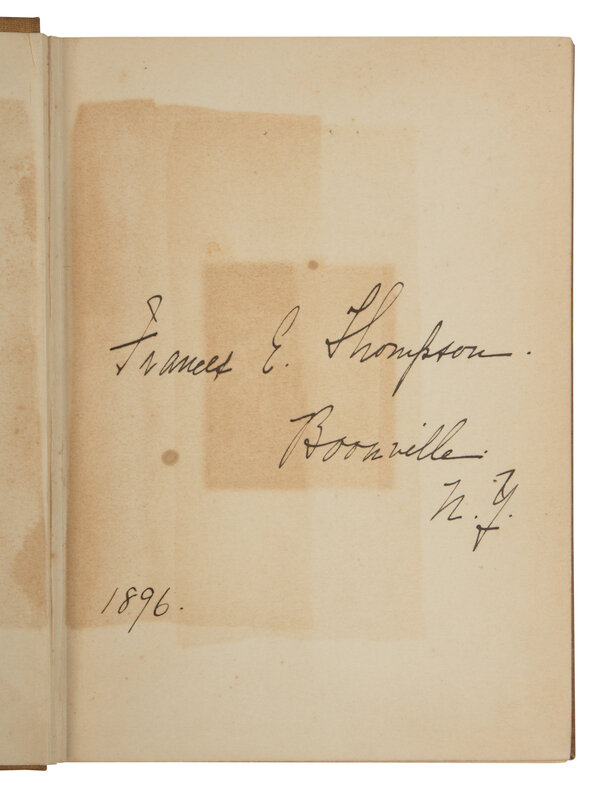 Frances E. Thompson.
Boonville.
N.Y.
1896.